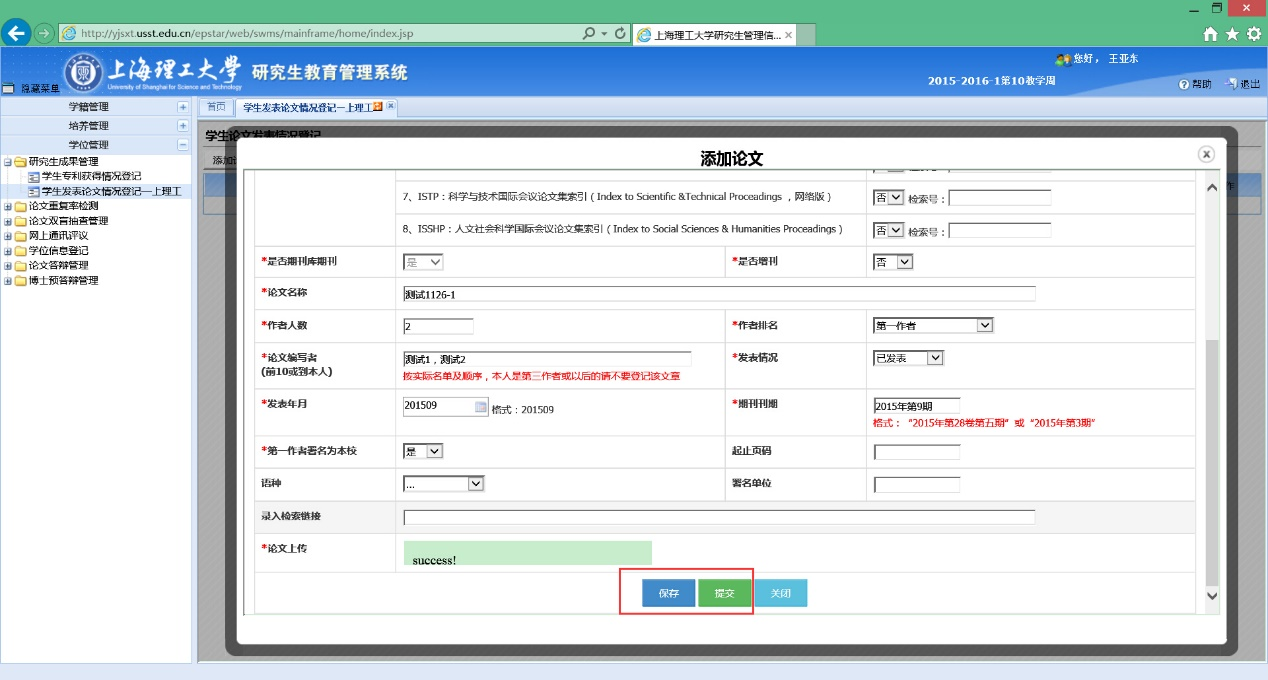 http://yjsxt.usst.edu.cn/epstar/web/swms/mainframe/home/index.jsp
上海理工大学研究生管理信...
上海理工大学
University of Shanghai for Science and Technology
研究生教育管理系统
您好， 王亚东
2015-2016-1第10教学周
帮助
退出
隐藏菜单
学籍管理
培养管理
学位管理
研究生成果管理
学生专利获得情况登记
学生发表论文情况登记—上理工
论文重复率检测
论文双盲抽查管理
网上通讯评议
学位信息登记
论文答辩管理
博士预答辩管理
首页
学生发表论文情况登记—上理工
学生论文发表情况登记
添加论文
7、ISTP：科学与技术国际会议论文集索引（Index to Scientific &Technical Proceadings ，网络版）
否 检索号：
8、ISSHP：人文社会科学国际会议论文集索引（Index to Social Sciences & Humanities Proceedings）
否 检索号：
*是否期刊库期刊 是 *是否增刊 否
*论文名称 测试1126-1
*作者人数 2 *作者排名 第一作者
*论文编写者
(前10或到本人)
测试1，测试2
按实际名单及顺序，本人是第三作者或以后的请不要登记该文章
*发表情况 已发表
*发表年月 201509 格式：201509
*期刊刊期 2015年第9期
格式：“2015年第28卷第五期”或“2015年第3期”
*第一作者署名为本校 是 起止页码
语种 ... 署名单位
录入检索链接
*论文上传 success!
保存 提交 关闭